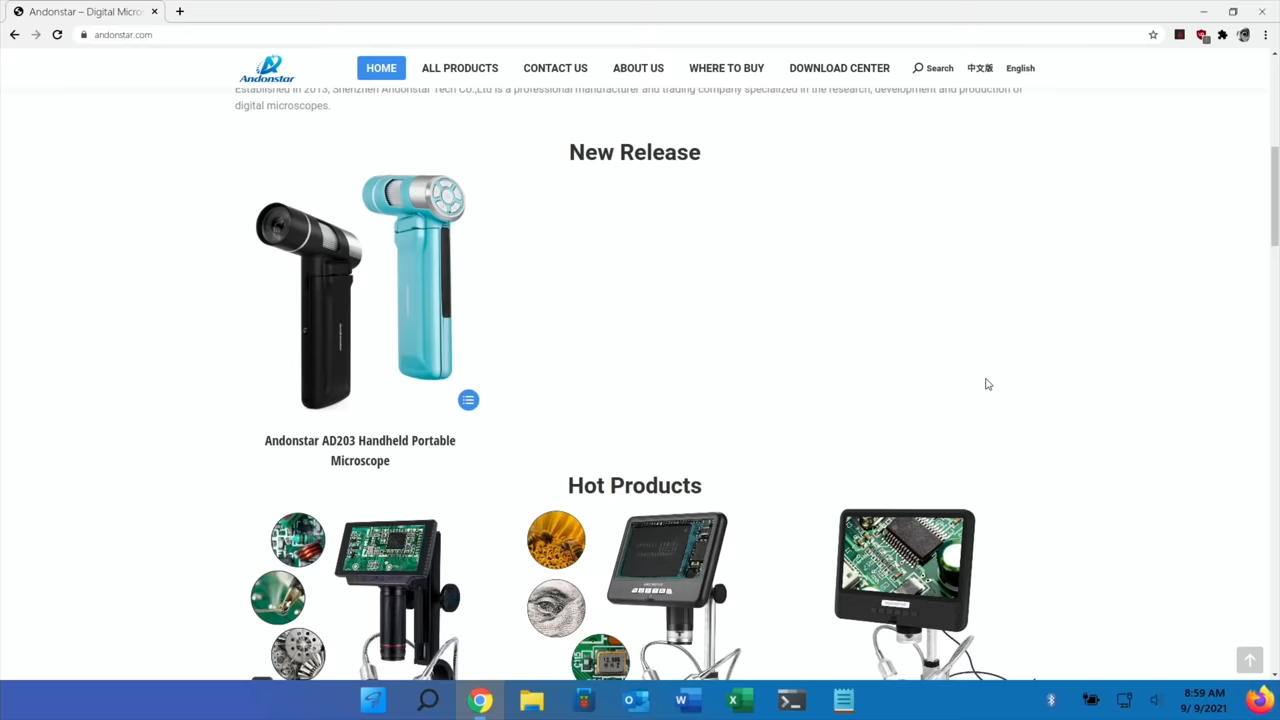 Andonstar – Digital Micros
andonstar.com
Andonstar
HOME
ALL PRODUCTS
CONTACT US
ABOUT US
WHERE TO BUY
DOWNLOAD CENTER
Search
中文版
English
Established in 2013, Shenzhen Andonstar Tech Co.,Ltd is a professional manufacturer and trading company specialized in the research, development and production of
digital microscopes.
New Release
Andonstar AD203 Handheld Portable
Microscope
Hot Products
8:59 AM
9/ 9/2021